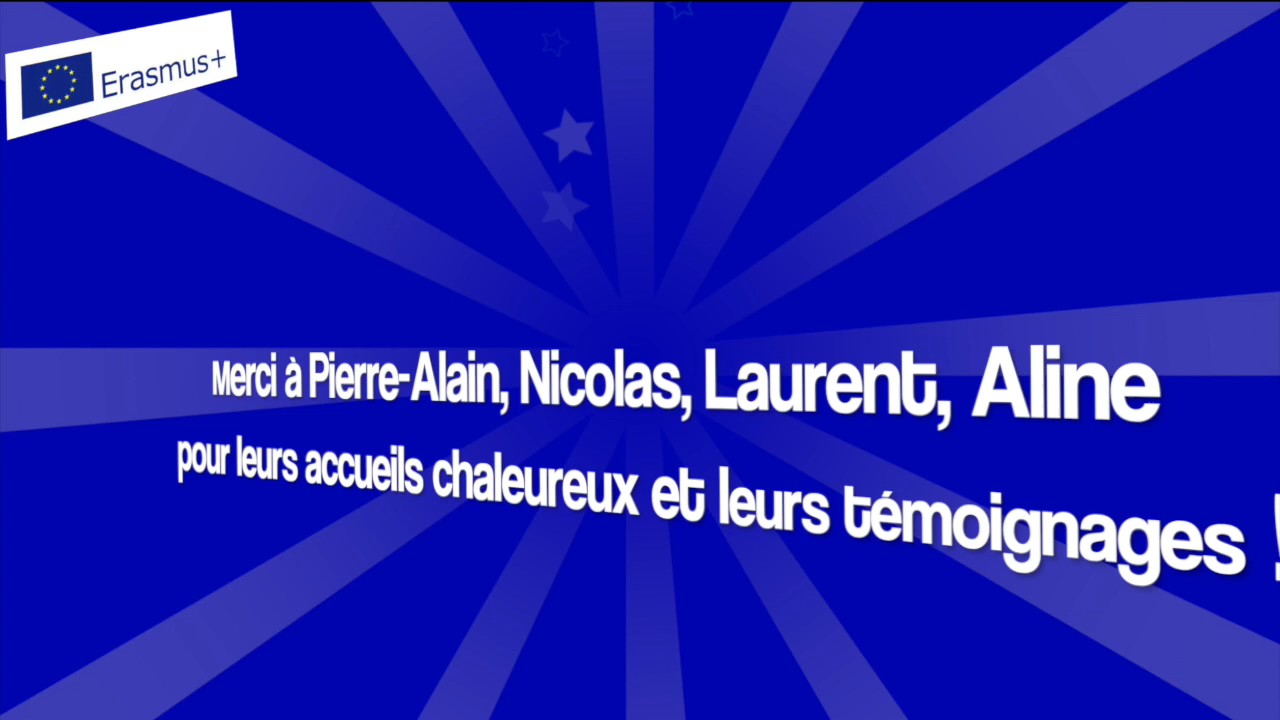 Erasmus+
Merci à Pierre-Alain, Nicolas, Laurent, Aline
pour leurs accueils chaleureux et leurs témoignages !